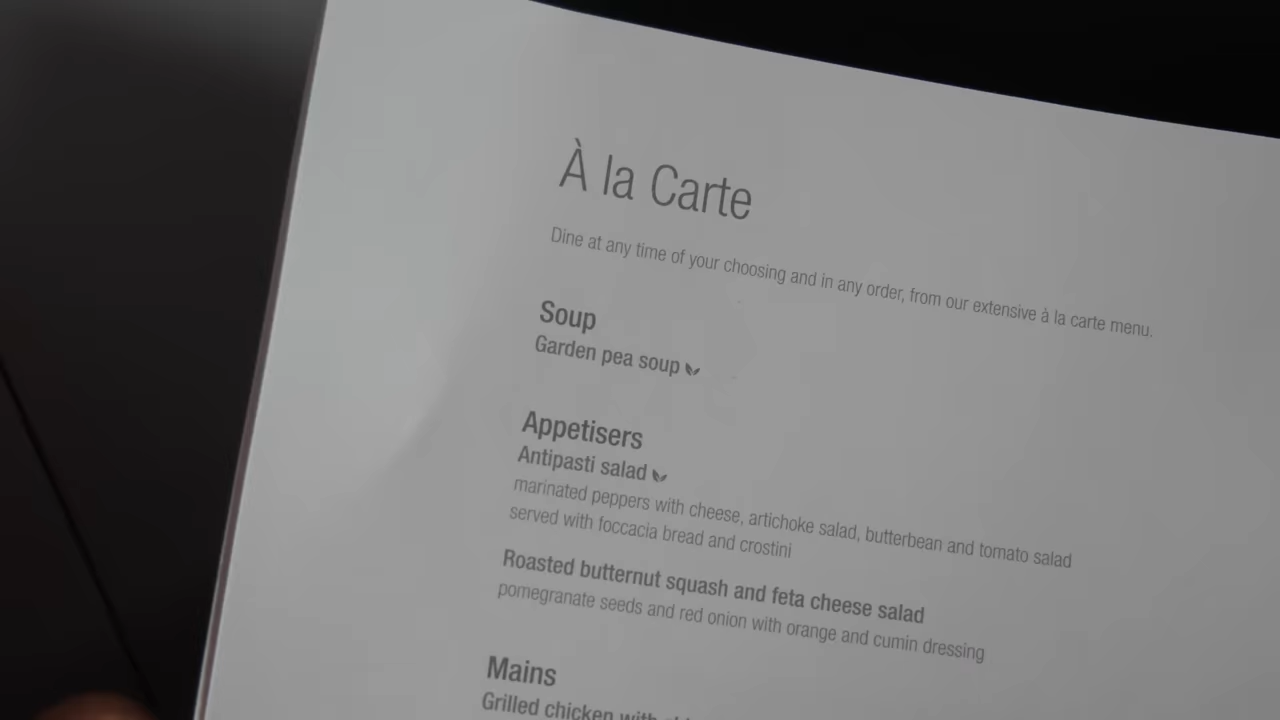 À la Carte
Dine at any time of your choosing and in any order, from our extensive à la carte menu.
Soup
Garden pea soup
Appetisers
Antipasti salad
marinated peppers with cheese, artichoke salad, butterbean and tomato salad
served with foccacia bread and crostini
Roasted butternut squash and feta cheese salad
pomegranate seeds and red onion with orange and cumin dressing
Mains
Grilled chicken with